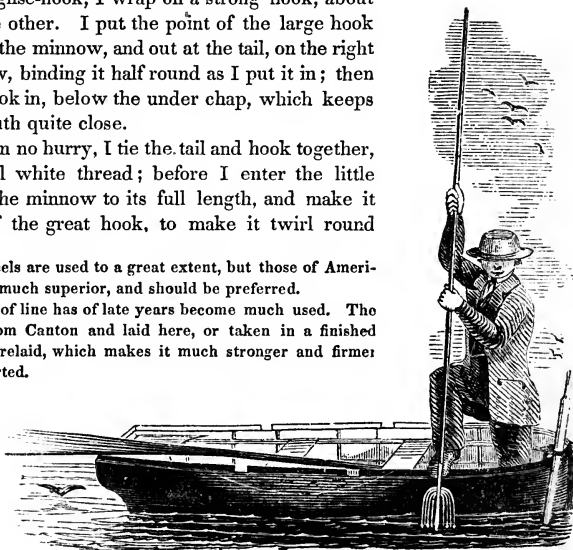 glise-hook, I wrap on a strong hook, about
other. I put the point of the large hook
the minnow, and out at the tail, on the right
, binding it half round as I put it in; then
ok in, below the under chap, which keeps
th quite close.
n no hurry, I tie the tail and hook together,
l white thread; before I enter the little
he minnow to its full length, and make it
the great hook, to make it twirl round
els are used to a great extent, but those of Ameri-
much superior, and should be preferred.
of line has of late years become much used. The
om Canton and laid here, or taken in a finished
relaid, which makes it much stronger and firmer
ted.